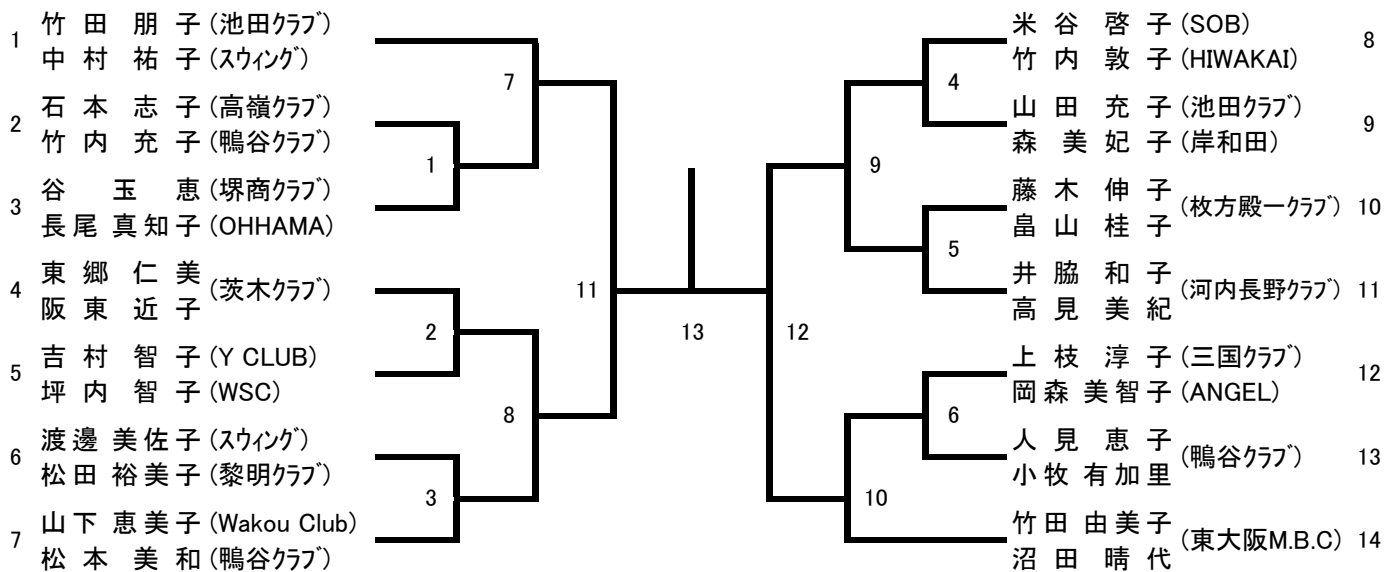 1 竹田 朋子 (池田クラブ)
中村 祐子 (スウィング)
2 石本 志子 (高嶺クラブ)
竹内 充子 (鴨谷クラブ)
3 谷 玉恵 (堺商クラブ)
長尾 真知子 (OHHAMA)
4 東郷 仁美 (茨木クラブ)
阪東 近子
5 吉村 智子 (Y CLUB)
坪内 智子 (WSC)
6 渡邊 美佐子 (スウィング)
松田 裕美子 (黎明クラブ)
7 山下 恵美子 (Wakou Club)
松本 美和 (鴨谷クラブ)
7
1
2
8
3
11
13
12
4
9
5
6
10
米谷 啓子 (SOB) 8
竹内 敦子 (HIWAKAI)
山田 充子 (池田クラブ) 9
森 美妃子 (岸和田)
藤木 伸子 (枚方殿一クラブ) 10
畠山 桂子
井脇 和子 (河内長野クラブ) 11
高見 美紀
上枝 淳子 (三国クラブ) 12
岡森 美智子 (ANGEL)
人見 恵子 (鴨谷クラブ) 13
小牧 有加里
竹田 由美子 (東大阪M.B.C) 14
沼田 晴代